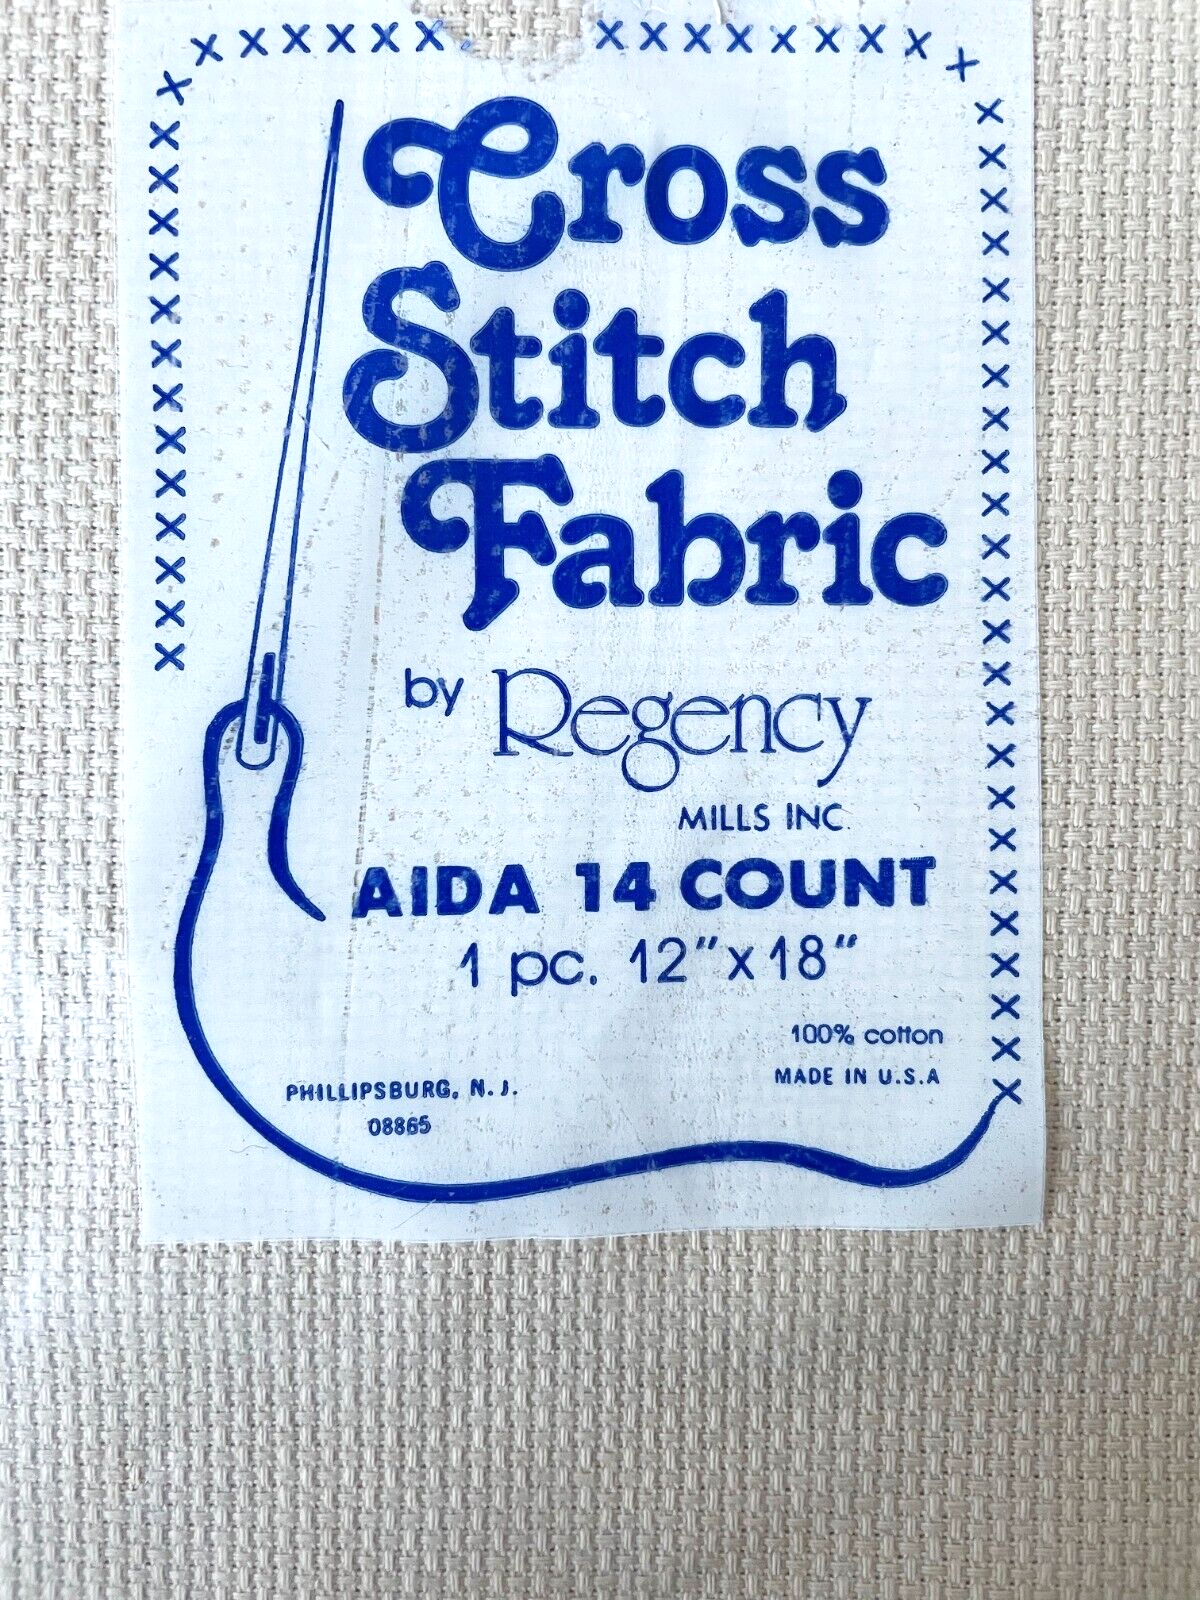 Cross
Stitch
Fabric
by Regency
MILLS INC.
AIDA 14 COUNT
1 pc. 12" x 18"
100% cotton
MADE IN U.S.A
PHILLIPSBURG, N. J.
08865